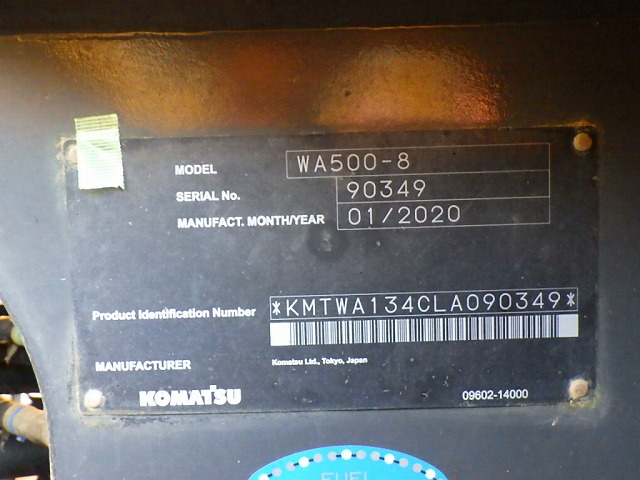 MODEL WA500-8
SERIAL No. 90349
MANUFACT. MONTH/YEAR 01/2020
Product Identification Number *KMTWA134CLA090349*
MANUFACTURER Komatsu Ltd., Tokyo, Japan
KOMATSU 09602-14000
FUEL